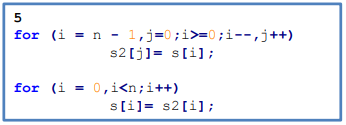 5
for (i = n - 1,j=0;i>=0;i--,j++)
s2[j]= s[i];
for (i = 0,i<n;i++)
s[i]= s2[i];